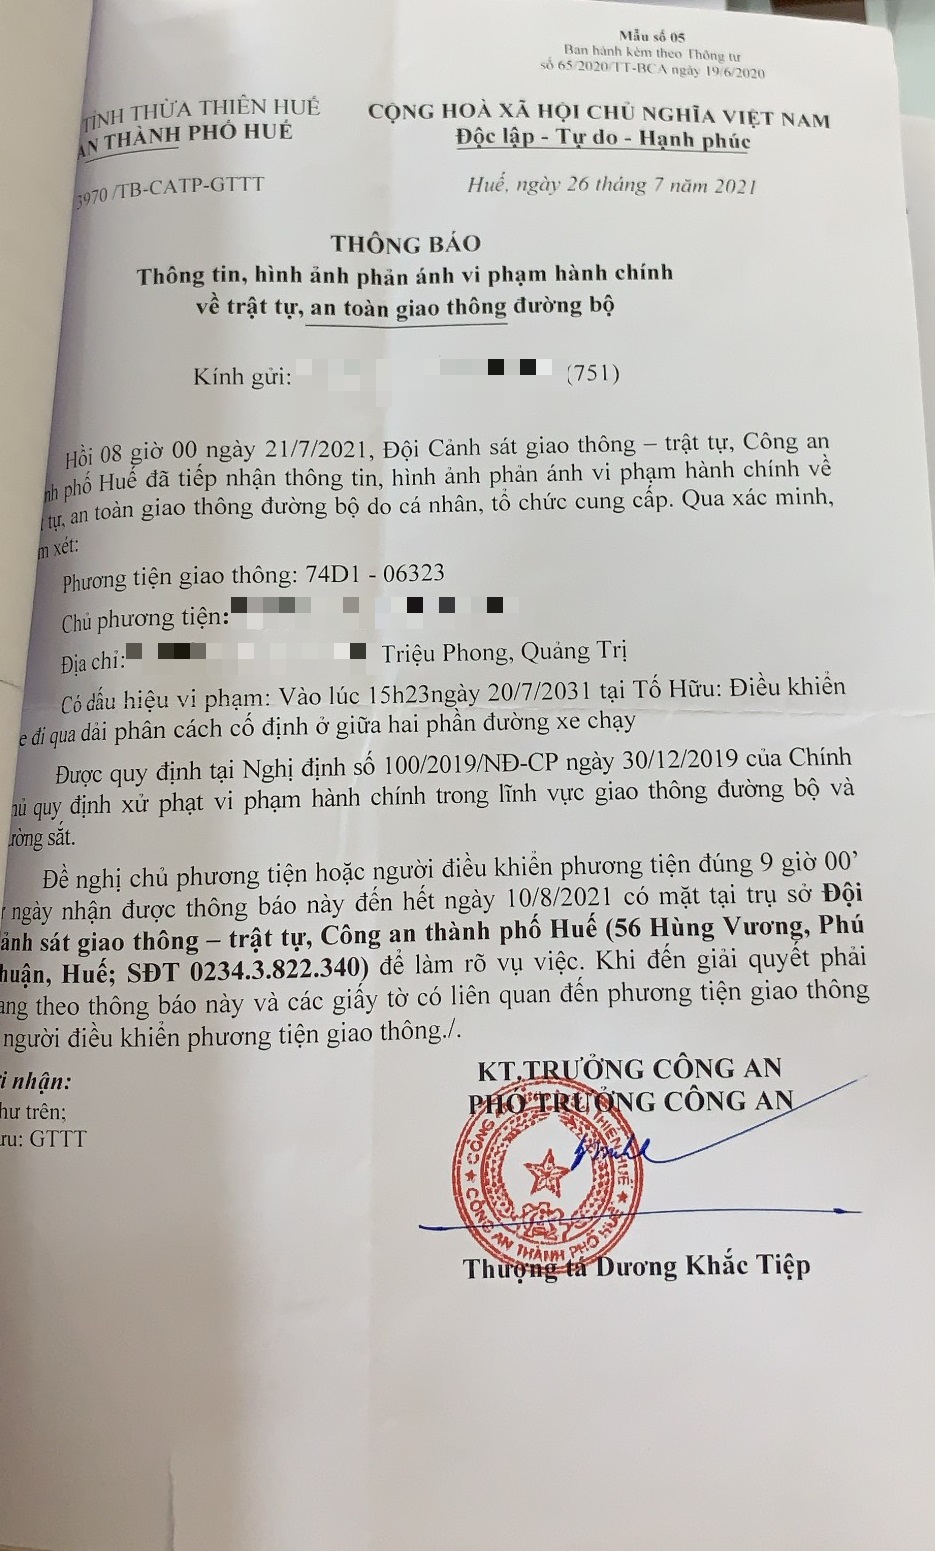 Mẫu số 05
Ban hành kèm theo Thông tư
số 65/2020/TT-BCA ngày 19/6/2020
TỈNH THỪA THIÊN HUẾ
AN THÀNH PHỐ HUẾ
CỘNG HOÀ XÃ HỘI CHỦ NGHĨA VIỆT NAM
Độc lập - Tự do - Hạnh phúc
3970 /TB-CATP-GTTT
Huế, ngày 26 tháng 7 năm 2021
THÔNG BÁO
Thông tin, hình ảnh phản ánh vi phạm hành chính
về trật tự, an toàn giao thông đường bộ
Kính gửi: (751)
Hồi 08 giờ 00 ngày 21/7/2021, Đội Cảnh sát giao thông – trật tự, Công an
nh phố Huế đã tiếp nhận thông tin, hình ảnh phản ánh vi phạm hành chính về
t tự, an toàn giao thông đường bộ do cá nhân, tổ chức cung cấp. Qua xác minh,
m xét:
Phương tiện giao thông: 74D1 - 06323
Chủ phương tiện:
Địa chỉ: Triệu Phong, Quảng Trị
Có dấu hiệu vi phạm: Vào lúc 15h23ngày 20/7/2031 tại Tố Hữu: Điều khiển
e đi qua dải phân cách cố định ở giữa hai phần đường xe chạy
Được quy định tại Nghị định số 100/2019/NĐ-CP ngày 30/12/2019 của Chính
hủ quy định xử phạt vi phạm hành chính trong lĩnh vực giao thông đường bộ và
ường sắt.
Đề nghị chủ phương tiện hoặc người điều khiển phương tiện đúng 9 giờ 00’
ngày nhận được thông báo này đến hết ngày 10/8/2021 có mặt tại trụ sở Đội
ảnh sát giao thông – trật tự, Công an thành phố Huế (56 Hùng Vương, Phú
huận, Huế; SĐT 0234.3.822.340) để làm rõ vụ việc. Khi đến giải quyết phải
ang theo thông báo này và các giấy tờ có liên quan đến phương tiện giao thông
người điều khiển phương tiện giao thông./.
i nhận:
hư trên;
ưu: GTTT
KT.TRƯỞNG CÔNG AN
PHÓ TRƯỞNG CÔNG AN
CÔNG AN THÀNH PHỐ HUẾ
Thượng tá Dương Khắc Tiệp